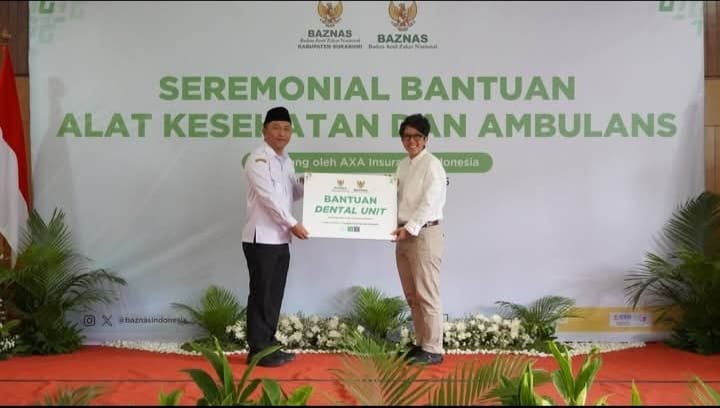 BAZNAS
Badan Amil Zakat Nasional
KABUPATEN SUKABUMI
BAZNAS
Badan Amil Zakat Nasional
SEREMONIAL BANTUAN
ALAT KESEHATAN DAN AMBULANS
oleh AXA Insurance Indonesia
BANTUAN
DENTAL UNIT
@baznasindonesia